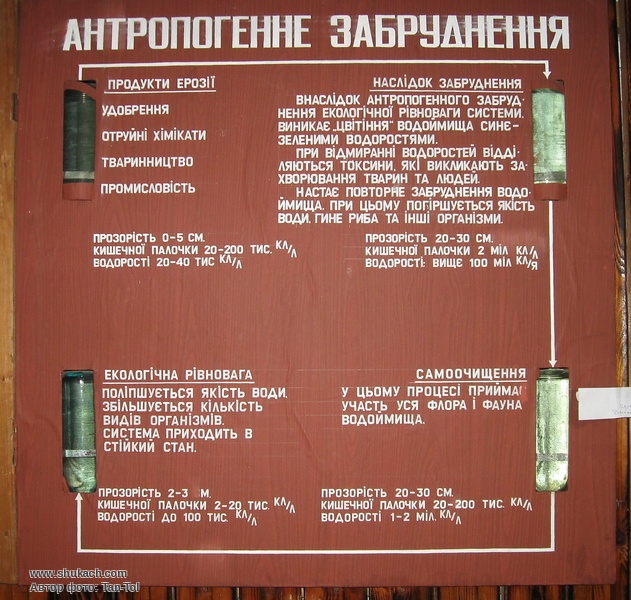 АНТРОПОГЕННЕ ЗАБРУДНЕННЯ
ПРОДУКТИ ЕРОЗІЇ
УДОБРЕННЯ
ОТРУЙНІ ХІМІКАТИ
ТВАРИННИЦТВО
ПРОМИСЛОВІСТЬ
ПРОЗОРІСТЬ 0-5 СМ.
КИШЕЧНОЇ ПАЛОЧКИ 20-200 ТИС. КЛ/Л
ВОДОРОСТІ 20-40 ТИС КЛ/Л
НАСЛІДОК ЗАБРУДНЕННЯ
ВНАСЛІДОК АНТРОПОГЕННОГО ЗАБРУД-
НЕННЯ ЕКОЛОГІЧНОЇ РІВНОВАГИ СИСТЕМИ,
ВИНИКАЄ „ЦВІТІННЯ" ВОДОЙМИЩА СИНЄ-
ЗЕЛЕНИМИ ВОДОРОСТЯМИ.
ПРИ ВІДМИРАННІ ВОДОРОСТЕЙ ВІДДІ-
ЛЯЮТЬСЯ ТОКСИНИ, ЯКІ ВИКЛИКАЮТЬ ЗА-
ХВОРЮВАННЯ ТВАРИН ТА ЛЮДЕЙ.
НАСТАЄ ПОВТОРНЕ ЗАБРУДНЕННЯ ВОДО-
ЙМИЩА. ПРИ ЦЬОМУ ПОГІРШУЄТЬСЯ ЯКІСТЬ
ВОДИ, ГИНЕ РИБА ТА ІНШІ ОРГАНІЗМИ.
ПРОЗОРІСТЬ 20-30 СМ.
КИШЕЧНОЇ ПАЛОЧКИ 2 МІЛ КЛ/Л
ВОДОРОСТІ: ВИЩЄ 100 МІЛ КЛ/Я
ЕКОЛОГІЧНА РІВНОВАГА
ПОЛІПШУЄТЬСЯ ЯКІСТЬ ВОДИ.
ЗБІЛЬШУЄТЬСЯ КІЛЬКІСТЬ
ВИДІВ ОРГАНІЗМІВ.
СИСТЕМА ПРИХОДИТЬ В
СТІЙКИЙ СТАН.
ПРОЗОРІСТЬ 2-3 М.
КИШЕЧНОЇ ПАЛОЧКИ 2-20 ТИС. КЛ/Л
ВОДОРОСТІ ДО 100 ТИС. КЛ/Л
САМООЧИЩЕННЯ
У ЦЬОМУ ПРОЦЕСІ ПРИЙМАЄ
УЧАСТЬ УСЯ ФЛОРА І ФАУНА
ВОДОЙМИЩА.
ПРОЗОРІСТЬ 20-30 СМ.
КИШЕЧНОЇ ПАЛОЧКИ 20-200 ТИС. КЛ/Л
ВОДОРОСТІ 1-2 МІЛ. КЛ/Л
www.shukach.com
Автор фото: Tan-Tol